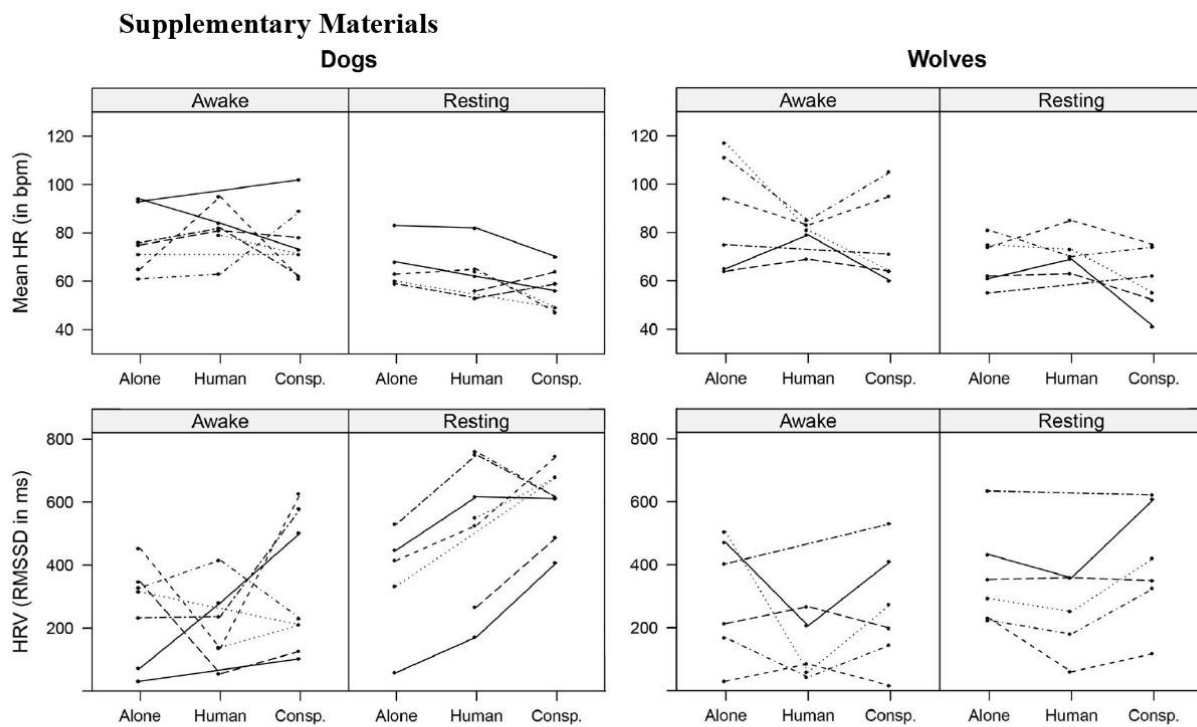 Supplementary Materials
Dogs
Wolves
Awake
Resting
Awake
Resting
Mean HR (in bpm)
120
100
80
60
40
120
100
80
60
40
Alone Human Consp. Alone Human Consp.
Alone Human Consp. Alone Human Consp.
Awake
Resting
Awake
Resting
HRV (RMSSD in ms)
800
600
400
200
800
600
400
200
Alone Human Consp. Alone Human Consp.
Alone Human Consp. Alone Human Consp.